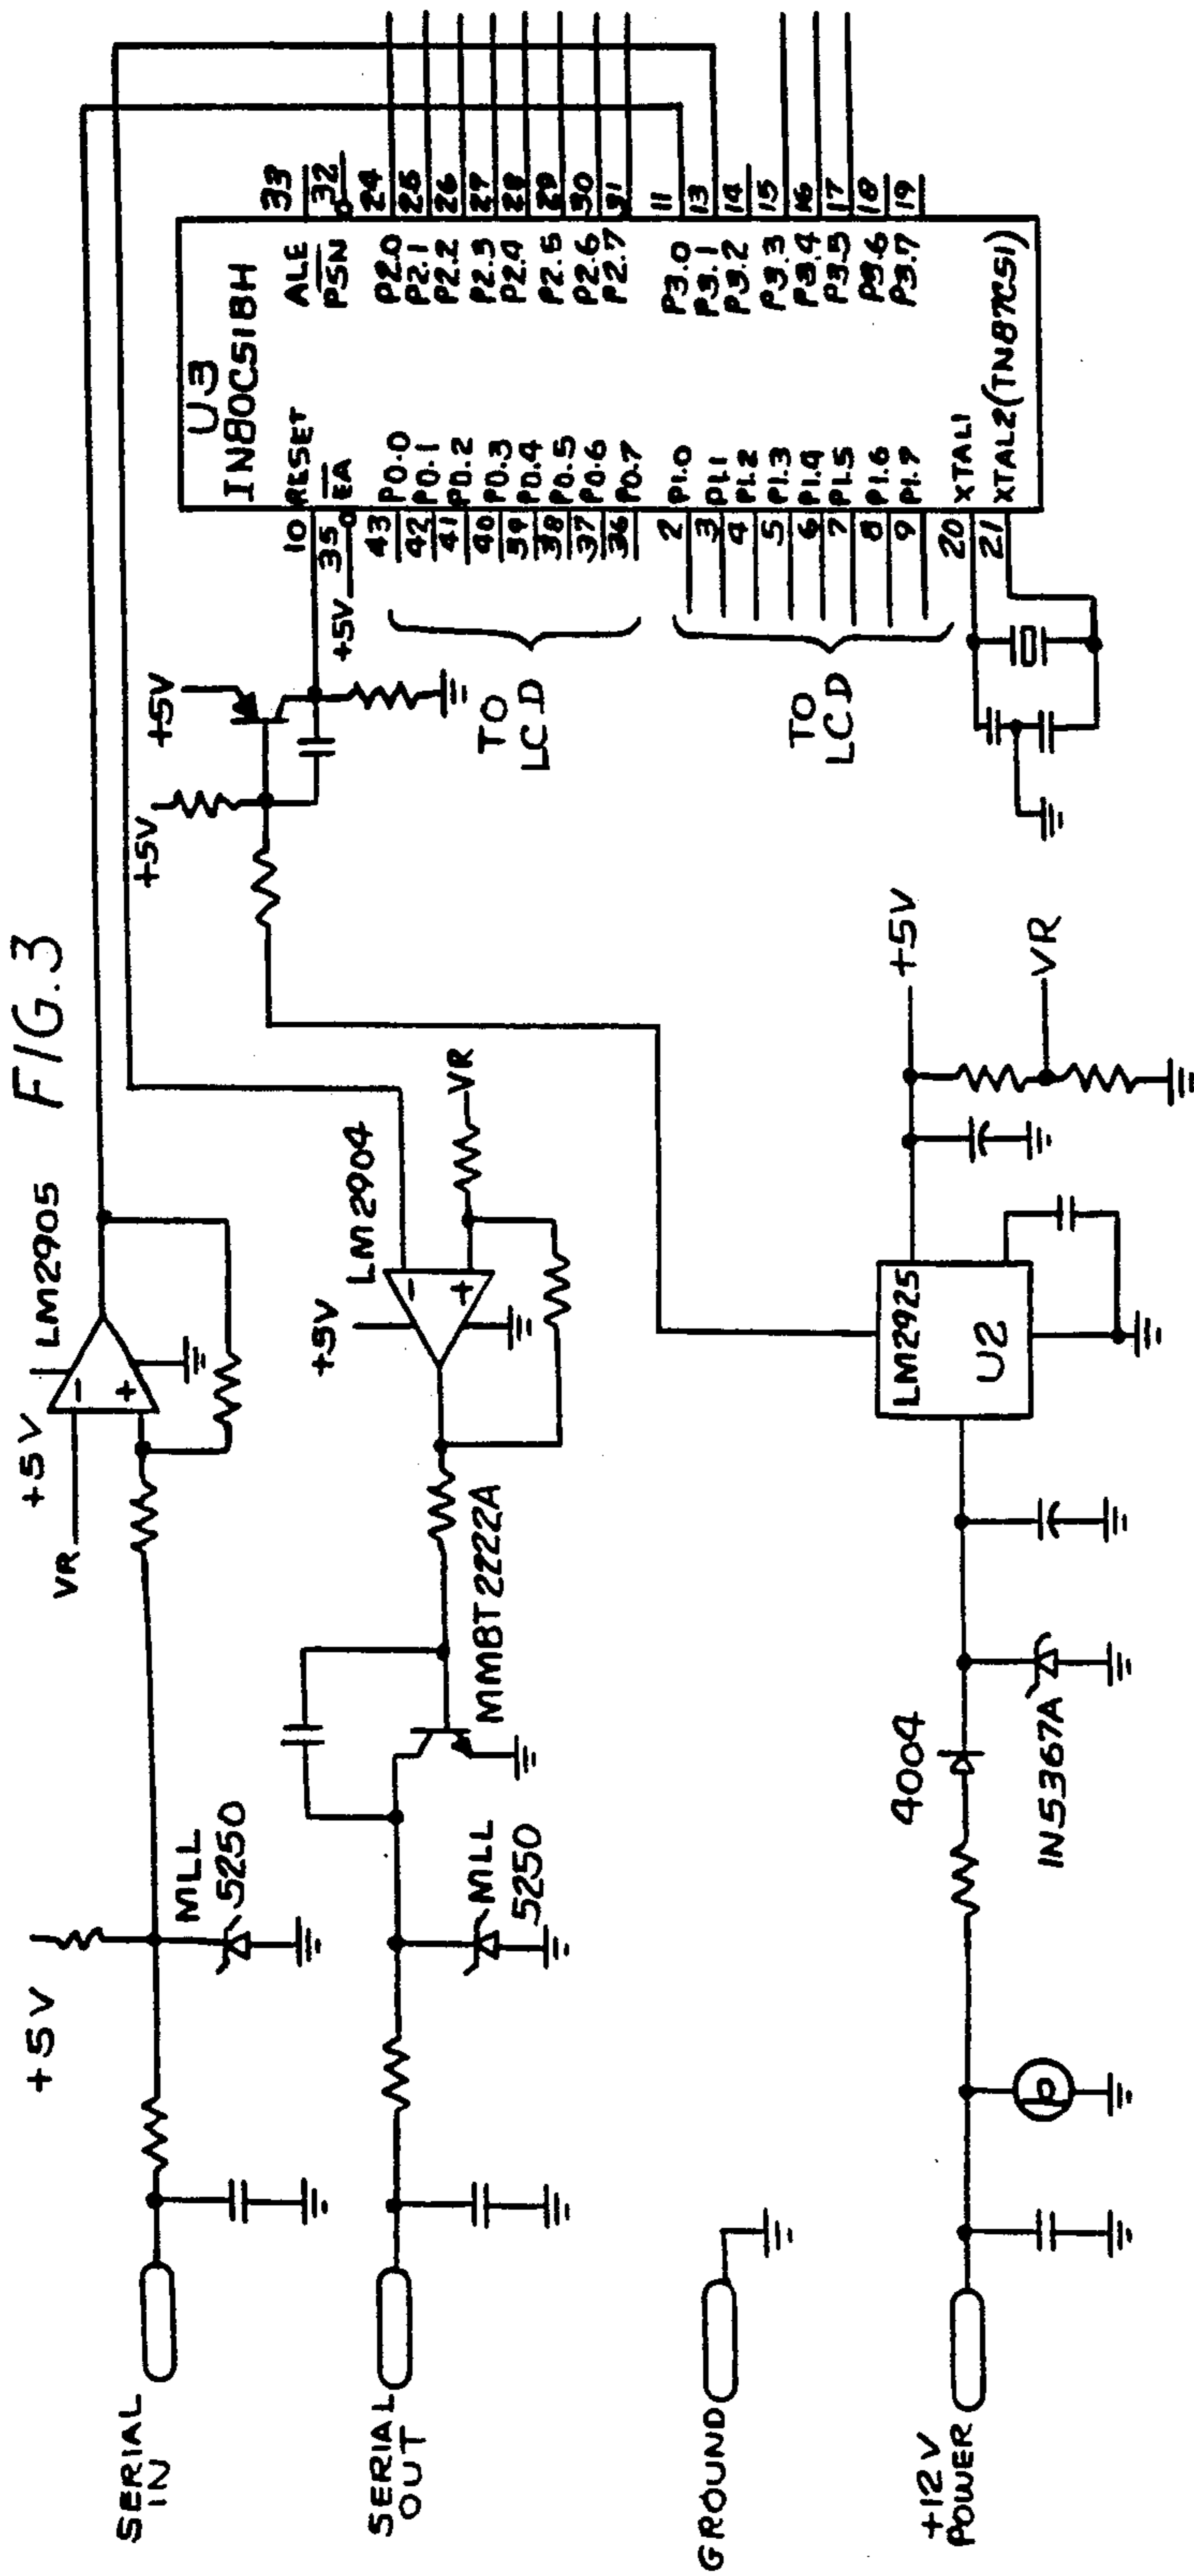 FIG.3
SERIAL
IN
+5V
MLL
5250
VR
+5V
LM2905
-
+
SERIAL
OUT
MLL
5250
MMBT2222A
+5V
LM2904
-
+
VR
GROUND
+12V
POWER
4004
IN5367A
LM2925
U2
+5V
VR
+5V
+5V
+5V
TO
LCD
TO
LCD
U3
IN80C51BH
10 RESET
35 EA
43 P0.0
42 P0.1
41 P0.2
40 P0.3
39 P0.4
38 P0.5
37 P0.6
36 P0.7
2 P1.0
3 P1.1
4 P1.2
5 P1.3
6 P1.4
7 P1.5
8 P1.6
9 P1.7
20 XTAL1
21 XTAL2(TN87C51)
ALE 33
PSN 32
P2.0 24
P2.1 25
P2.2 26
P2.3 27
P2.4 28
P2.5 29
P2.6 30
P2.7 31
P3.0 11
P3.1 13
P3.2 14
P3.3 15
P3.4 16
P3.5 17
P3.6 18
P3.7 19